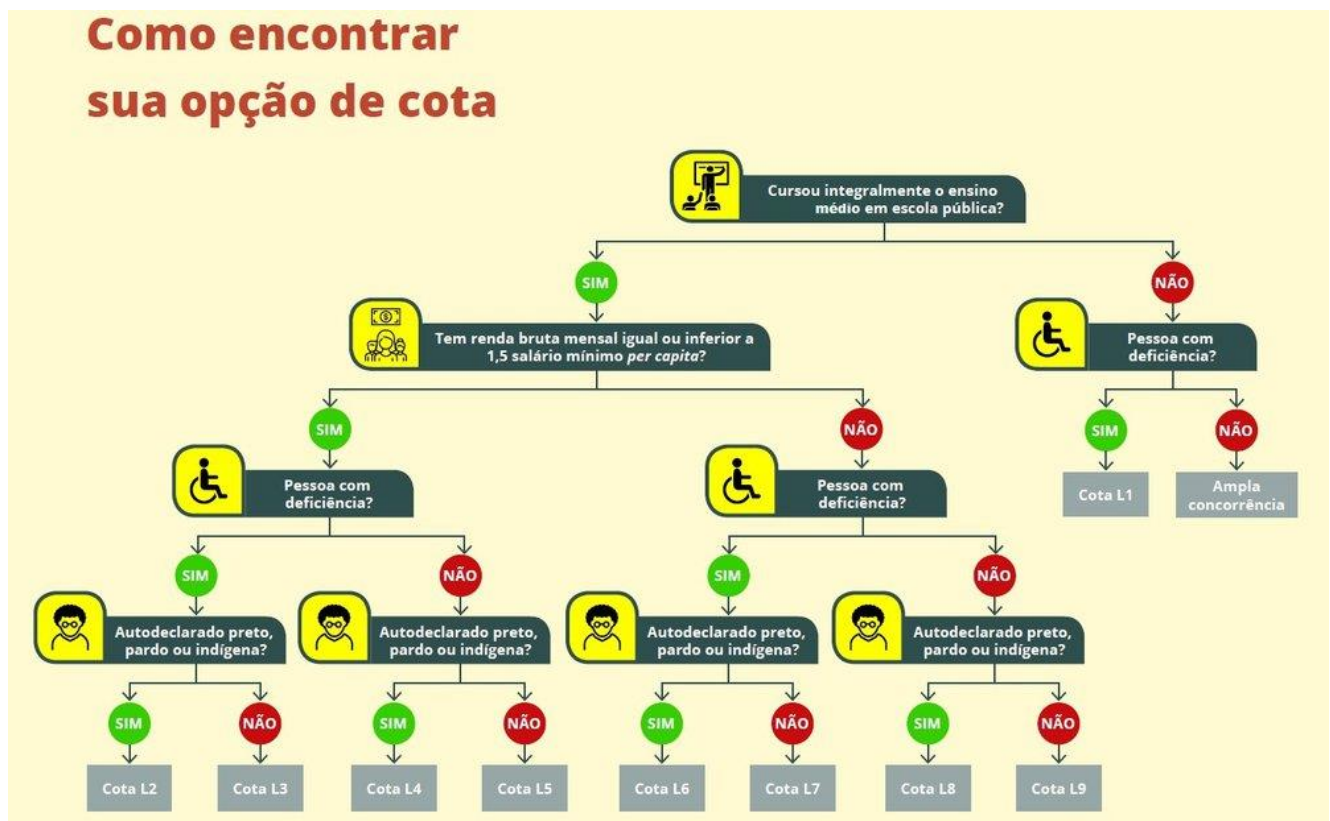 Como encontrar
sua opção de cota
Cursou integralmente o ensino
médio em escola pública?
SIM
NÃO
Tem renda bruta mensal igual ou inferior a
1,5 salário mínimo per capita?
Pessoa com
deficiência?
SIM
NÃO
SIM
NÃO
Cota L1
Ampla
concorrência
Pessoa com
deficiência?
Pessoa com
deficiência?
SIM
NÃO
SIM
NÃO
Autodeclarado preto,
pardo ou indígena?
Autodeclarado preto,
pardo ou indígena?
Autodeclarado preto,
pardo ou indígena?
Autodeclarado preto,
pardo ou indígena?
SIM
NÃO
SIM
NÃO
SIM
NÃO
SIM
NÃO
Cota L2
Cota L3
Cota L4
Cota L5
Cota L6
Cota L7
Cota L8
Cota L9